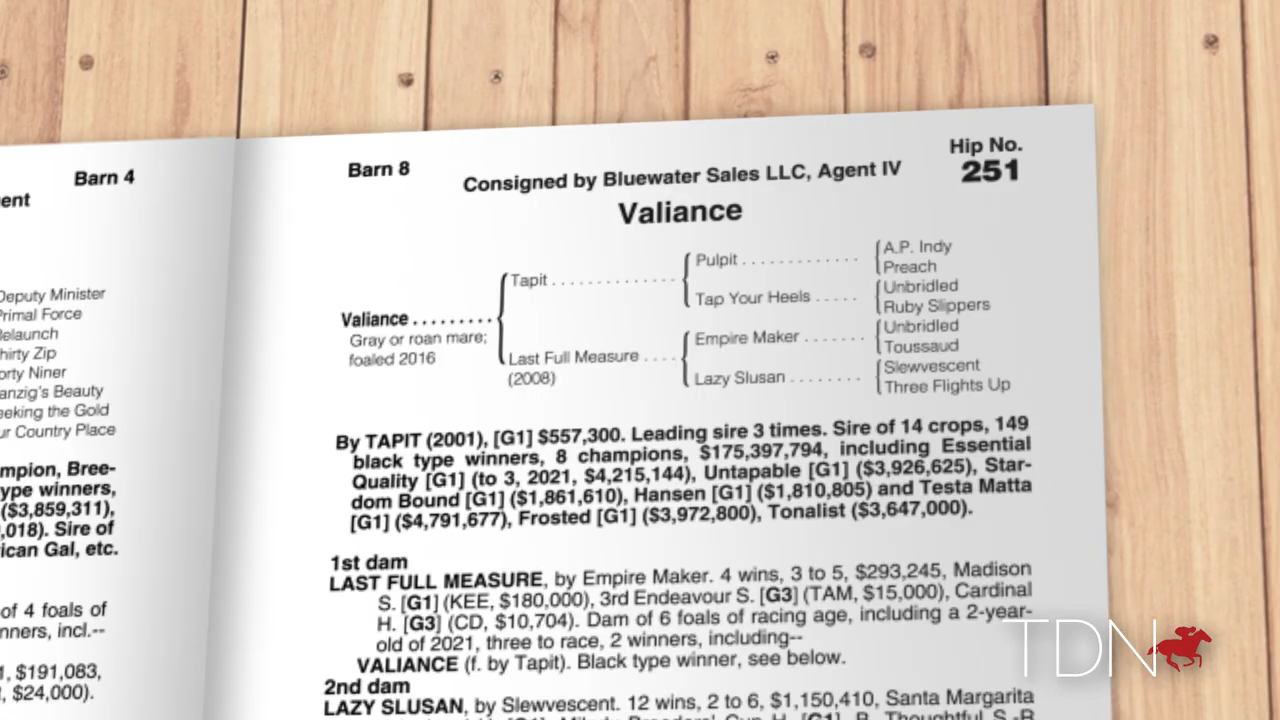 Barn 4
ent
Deputy Minister
Primal Force
Relaunch
hirty Zip
orty Niner
anzig's Beauty
eeking the Gold
ur Country Place
mpion, Bree-
ype winners,
($3,859,311),
,018). Sire of
ican Gal, etc.
of 4 foals of
nners, incl.--
1, $191,083,
, $24,000).
Barn 8
Consigned by Bluewater Sales LLC, Agent IV
Hip No.
251
Valiance
Valiance . . . . . . . . .
Gray or roan mare;
foaled 2016
Tapit . . . . . . . . . . . . . . . . .
Last Full Measure . . . .
(2008)
Pulpit . . . . . . . . . . . .
Tap Your Heels . . . . .
Empire Maker . . . . . . .
Lazy Slusan . . . . . . . .
A.P. Indy
Preach
Unbridled
Ruby Slippers
Unbridled
Toussaud
Slewvescent
Three Flights Up
By TAPIT (2001), [G1] $557,300. Leading sire 3 times. Sire of 14 crops, 149
black type winners, 8 champions, $175,397,794, including Essential
Quality [G1] (to 3, 2021, $4,215,144), Untapable [G1] ($3,926,625), Star-
dom Bound [G1] ($1,861,610), Hansen [G1] ($1,810,805) and Testa Matta
[G1] ($4,791,677), Frosted [G1] ($3,972,800), Tonalist ($3,647,000).
1st dam
LAST FULL MEASURE, by Empire Maker. 4 wins, 3 to 5, $293,245, Madison
S. [G1] (KEE, $180,000), 3rd Endeavour S. [G3] (TAM, $15,000), Cardinal
H. [G3] (CD, $10,704). Dam of 6 foals of racing age, including a 2-year-
old of 2021, three to race, 2 winners, including--
VALIANCE (f. by Tapit). Black type winner, see below.
2nd dam
LAZY SLUSAN, by Slewvescent. 12 wins, 2 to 6, $1,150,410, Santa Margarita
TDN